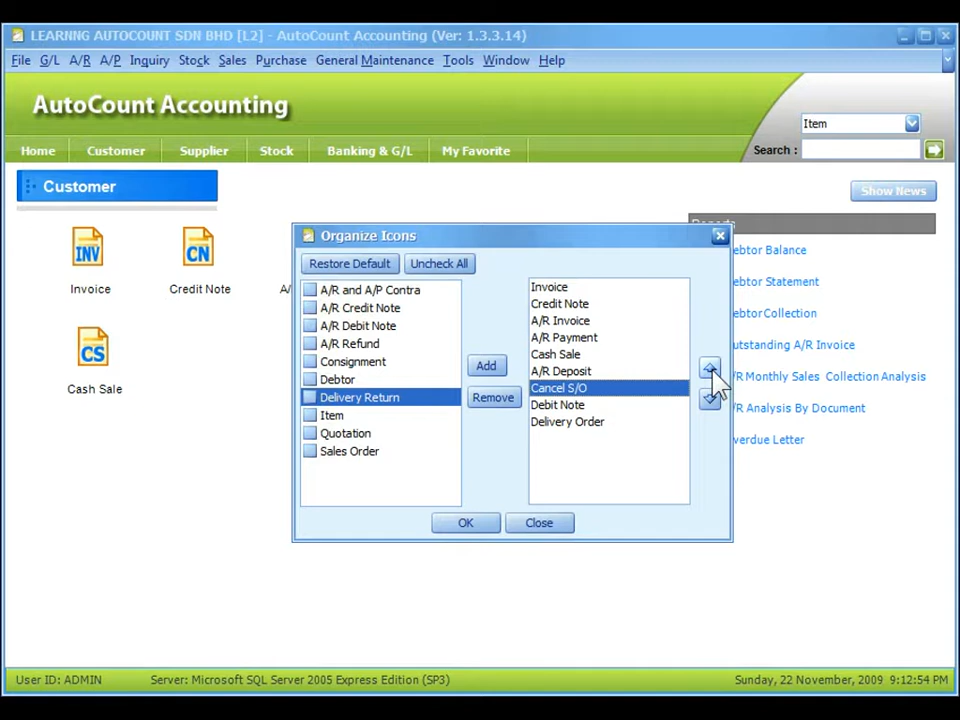 LEARNNG AUTOCOUNT SDN BHD [L2] - AutoCount Accounting (Ver: 1.3.3.14)
File G/L A/R A/P Inquiry Stock Sales Purchase General Maintenance Tools Window Help
AutoCount Accounting
Item
Search :
Home Customer Supplier Stock Banking & G/L My Favorite
Customer
Show News
INV
Invoice
CN
Credit Note
A/
CS
Cash Sale
Organize Icons
Restore Default Uncheck All
A/R and A/P Contra
A/R Credit Note
A/R Debit Note
A/R Refund
Consignment
Debtor
Delivery Return
Item
Quotation
Sales Order
Add
Remove
Invoice
Credit Note
A/R Invoice
A/R Payment
Cash Sale
A/R Deposit
Cancel S/O
Debit Note
Delivery Order
OK Close
ebtor Balance
ebtor Statement
ebtor Collection
utstanding A/R Invoice
/R Monthly Sales Collection Analysis
/R Analysis By Document
verdue Letter
User ID: ADMIN Server: Microsoft SQL Server 2005 Express Edition (SP3) Sunday, 22 November, 2009 9:12:54 PM